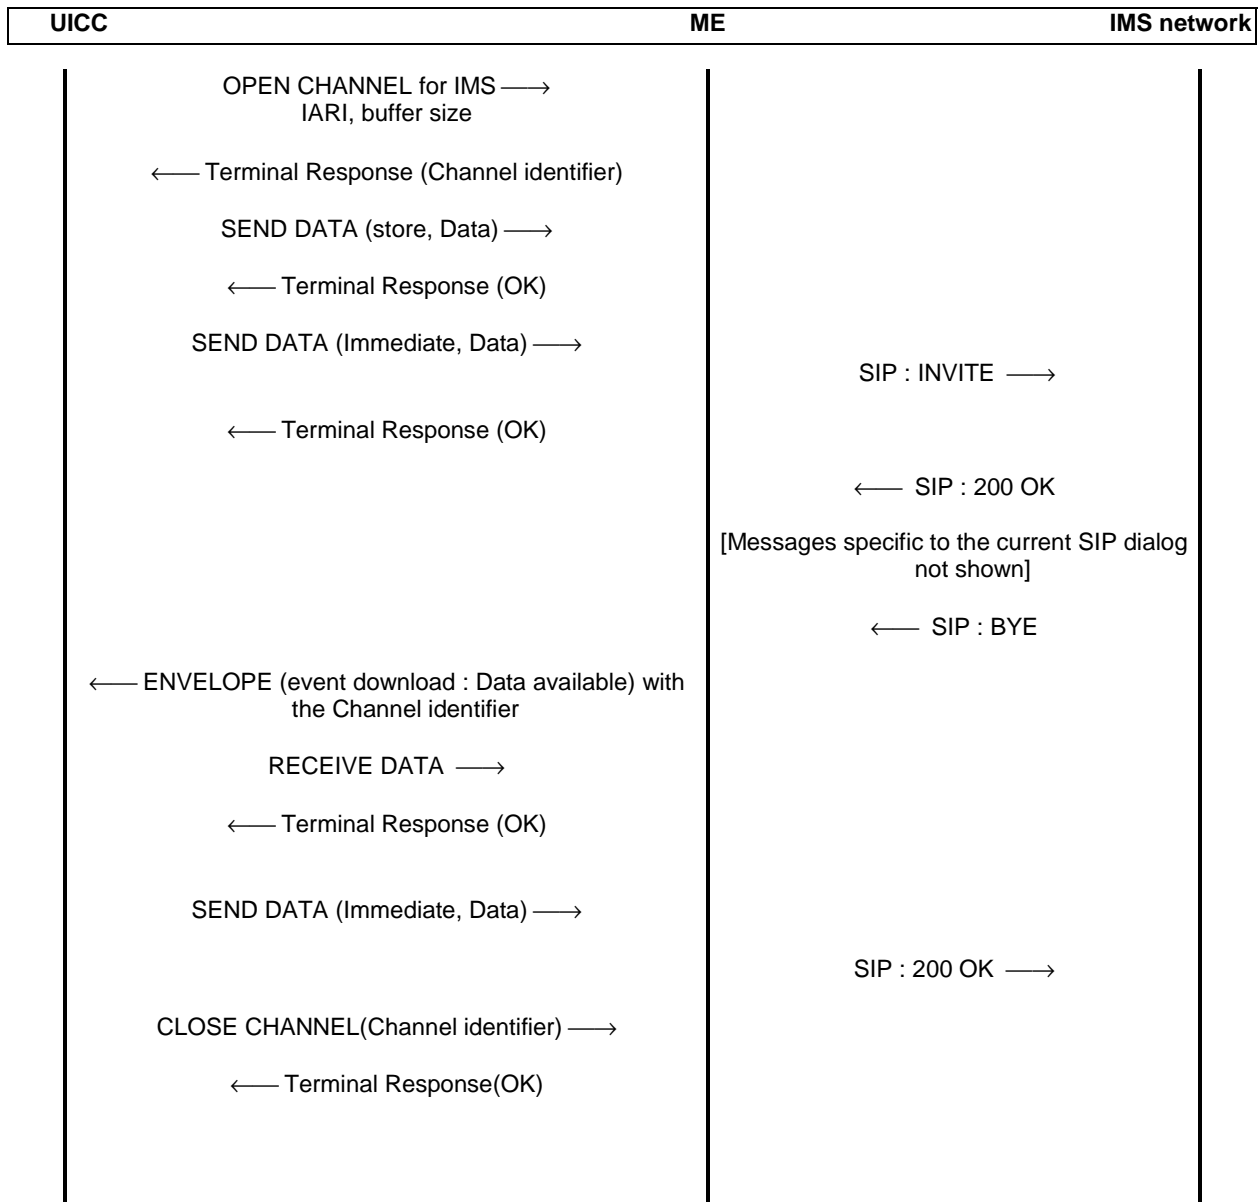 UICC ME IMS network
OPEN CHANNEL for IMS ⟶
IARI, buffer size
⟵ Terminal Response (Channel identifier)
SEND DATA (store, Data) ⟶
⟵ Terminal Response (OK)
SEND DATA (Immediate, Data) ⟶
SIP : INVITE ⟶
⟵ Terminal Response (OK)
⟵ SIP : 200 OK
[Messages specific to the current SIP dialog
not shown]
⟵ SIP : BYE
⟵ ENVELOPE (event download : Data available) with
the Channel identifier
RECEIVE DATA ⟶
⟵ Terminal Response (OK)
SEND DATA (Immediate, Data) ⟶
SIP : 200 OK ⟶
CLOSE CHANNEL(Channel identifier) ⟶
⟵ Terminal Response(OK)